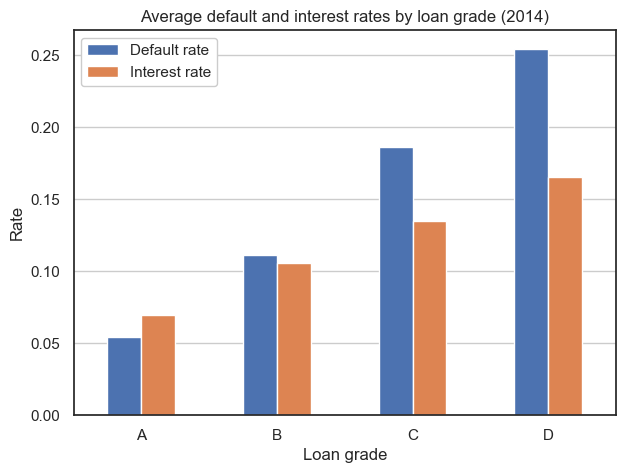 Average default and interest rates by loan grade (2014)
Default rate
Interest rate
0.25
0.20
0.15
0.10
0.05
0.00
Rate
A B C D
Loan grade